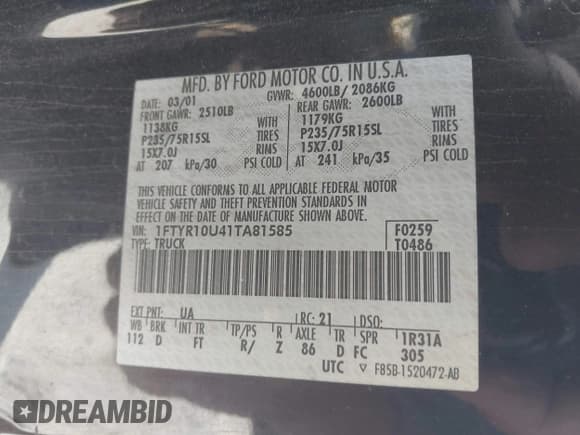 MFD. BY FORD MOTOR CO. IN U.S.A.
DATE: 03/01 GVWR: 4600LB/ 2086KG
FRONT GAWR: 2510LB REAR GAWR: 2600LB
1138KG WITH 1179KG WITH
P235/75R15SL TIRES P235/75R15SL TIRES
15X7.0J RIMS 15X7.0J RIMS
AT 207 kPa/30 PSI COLD AT 241 kPa/35 PSI COLD
THIS VEHICLE CONFORMS TO ALL APPLICABLE FEDERAL MOTOR
VEHICLE SAFETY AND THEFT PREVENTION STANDARDS IN
EFFECT ON THE DATE OF MANUFACTURE SHOWN ABOVE.
VIN: 1FTYR10U41TA81585 F0259
TYPE: TRUCK T0486
EXT PNT: UA RC: 21 DSO:
WB BRK INT TR TP/PS R AXLE TR SPR 1R31A
112 D FT R/ Z 86 D FC 305
UTC F85B-1520472-AB
DREAMBID